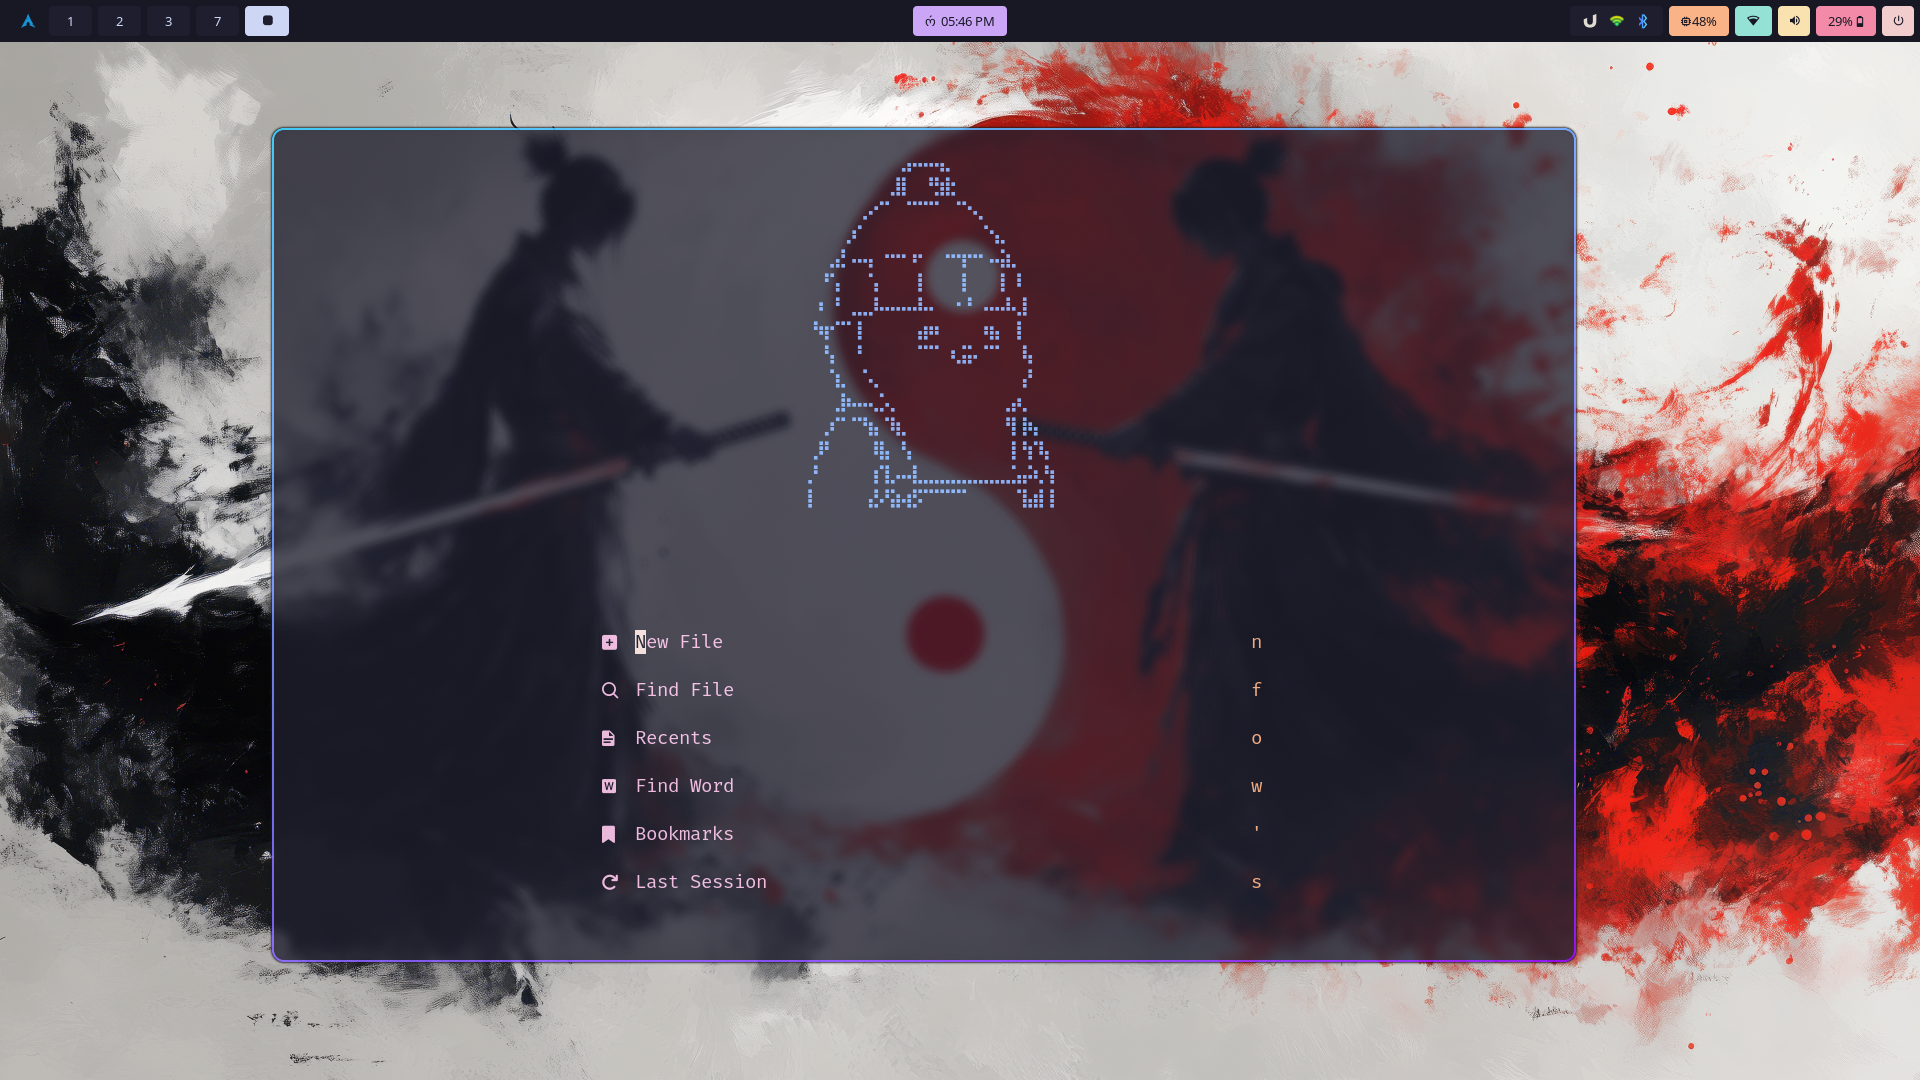 1 2 3 7 05:46 PM 48% 29%
New File n
Find File f
Recents o
Find Word w
Bookmarks '
Last Session s